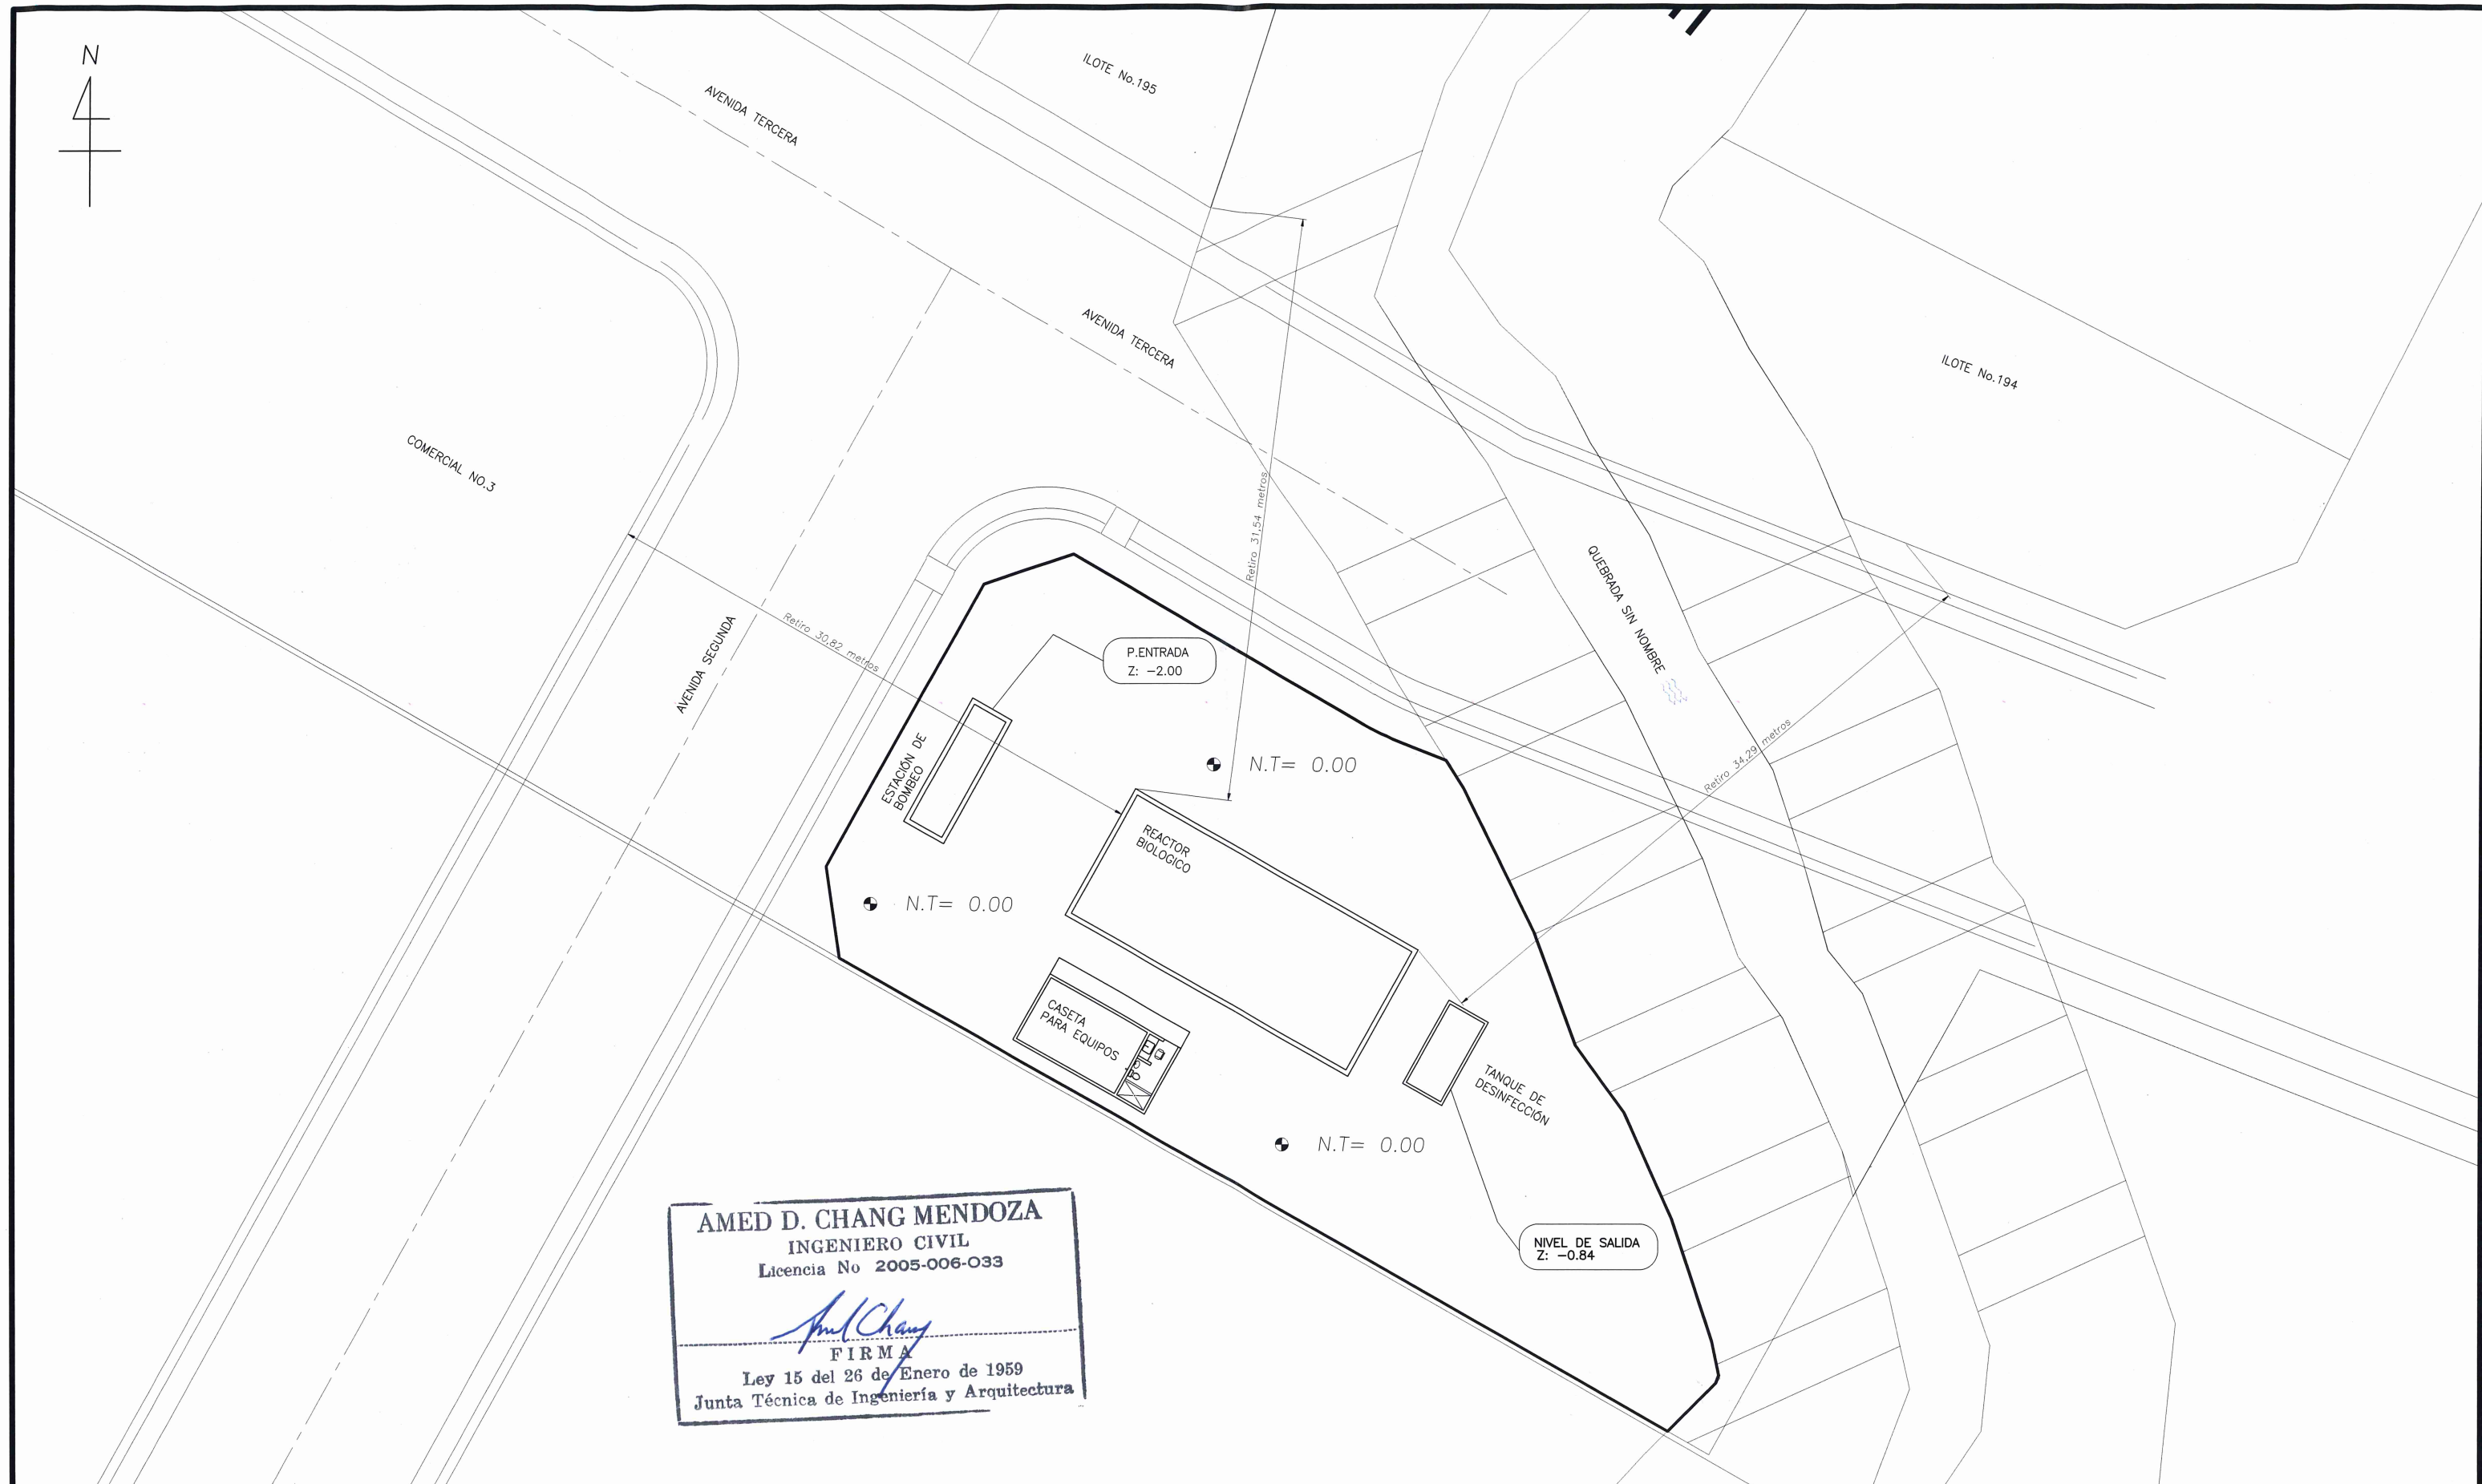 N
ILOTE No.195
AVENIDA TERCERA
AVENIDA TERCERA
ILOTE No.194
COMERCIAL NO.3
Retiro 31,54 metros
QUEBRADA SIN NOMBRE
Retiro 30,82 metros
AVENIDA SEGUNDA
P.ENTRADA
Z: -2.00
Retiro 34,29 metros
ESTACIÓN DE
BOMBEO
N.T= 0.00
REACTOR
BIOLOGICO
N.T= 0.00
CASETA
PARA EQUIPOS
TANQUE DE
DESINFECCIÓN
N.T= 0.00
NIVEL DE SALIDA
Z: -0.84
AMED D. CHANG MENDOZA
INGENIERO CIVIL
Licencia No 2005-006-033
FIRMA
Ley 15 del 26 de Enero de 1959
Junta Técnica de Ingeniería y Arquitectura